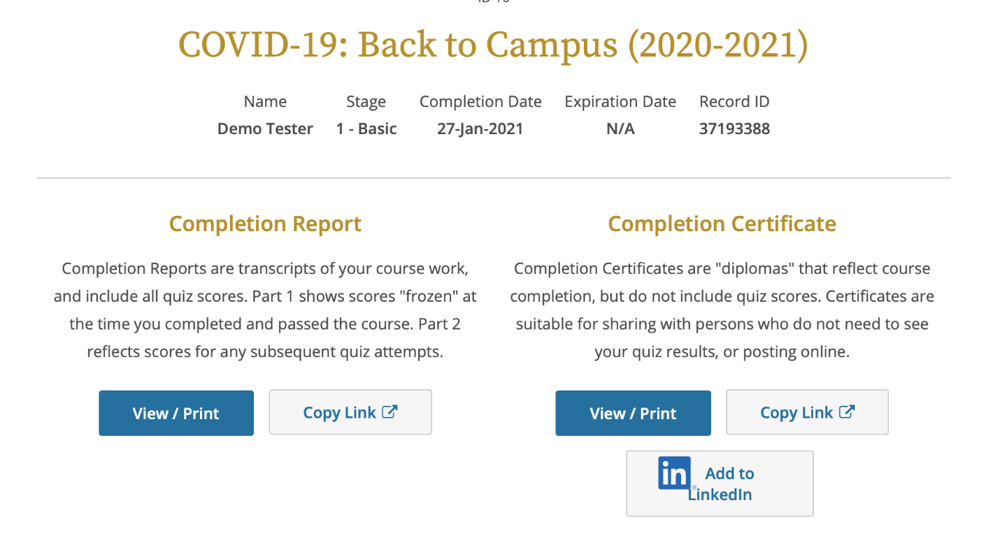 COVID-19: Back to Campus (2020-2021)
Name Stage Completion Date Expiration Date Record ID
Demo Tester 1 - Basic 27-Jan-2021 N/A 37193388
Completion Report
Completion Reports are transcripts of your course work,
and include all quiz scores. Part 1 shows scores "frozen" at
the time you completed and passed the course. Part 2
reflects scores for any subsequent quiz attempts.
View / Print Copy Link
Completion Certificate
Completion Certificates are "diplomas" that reflect course
completion, but do not include quiz scores. Certificates are
suitable for sharing with persons who do not need to see
your quiz results, or posting online.
View / Print Copy Link
in® Add to
LinkedIn